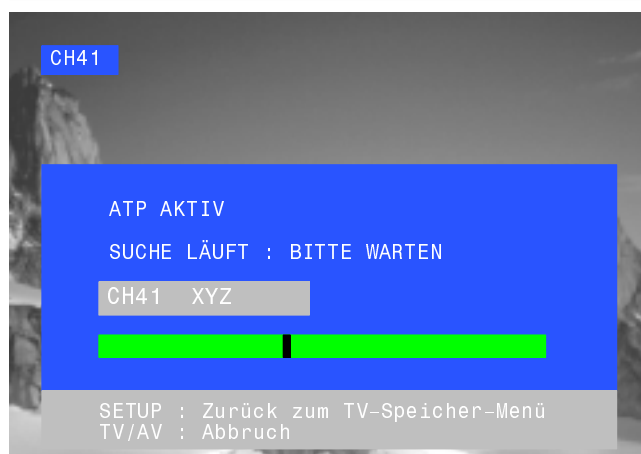 CH41
ATP AKTIV
SUCHE LÄUFT : BITTE WARTEN
CH41 XYZ
SETUP : Zurück zum TV–Speicher–Menü
TV/AV : Abbruch